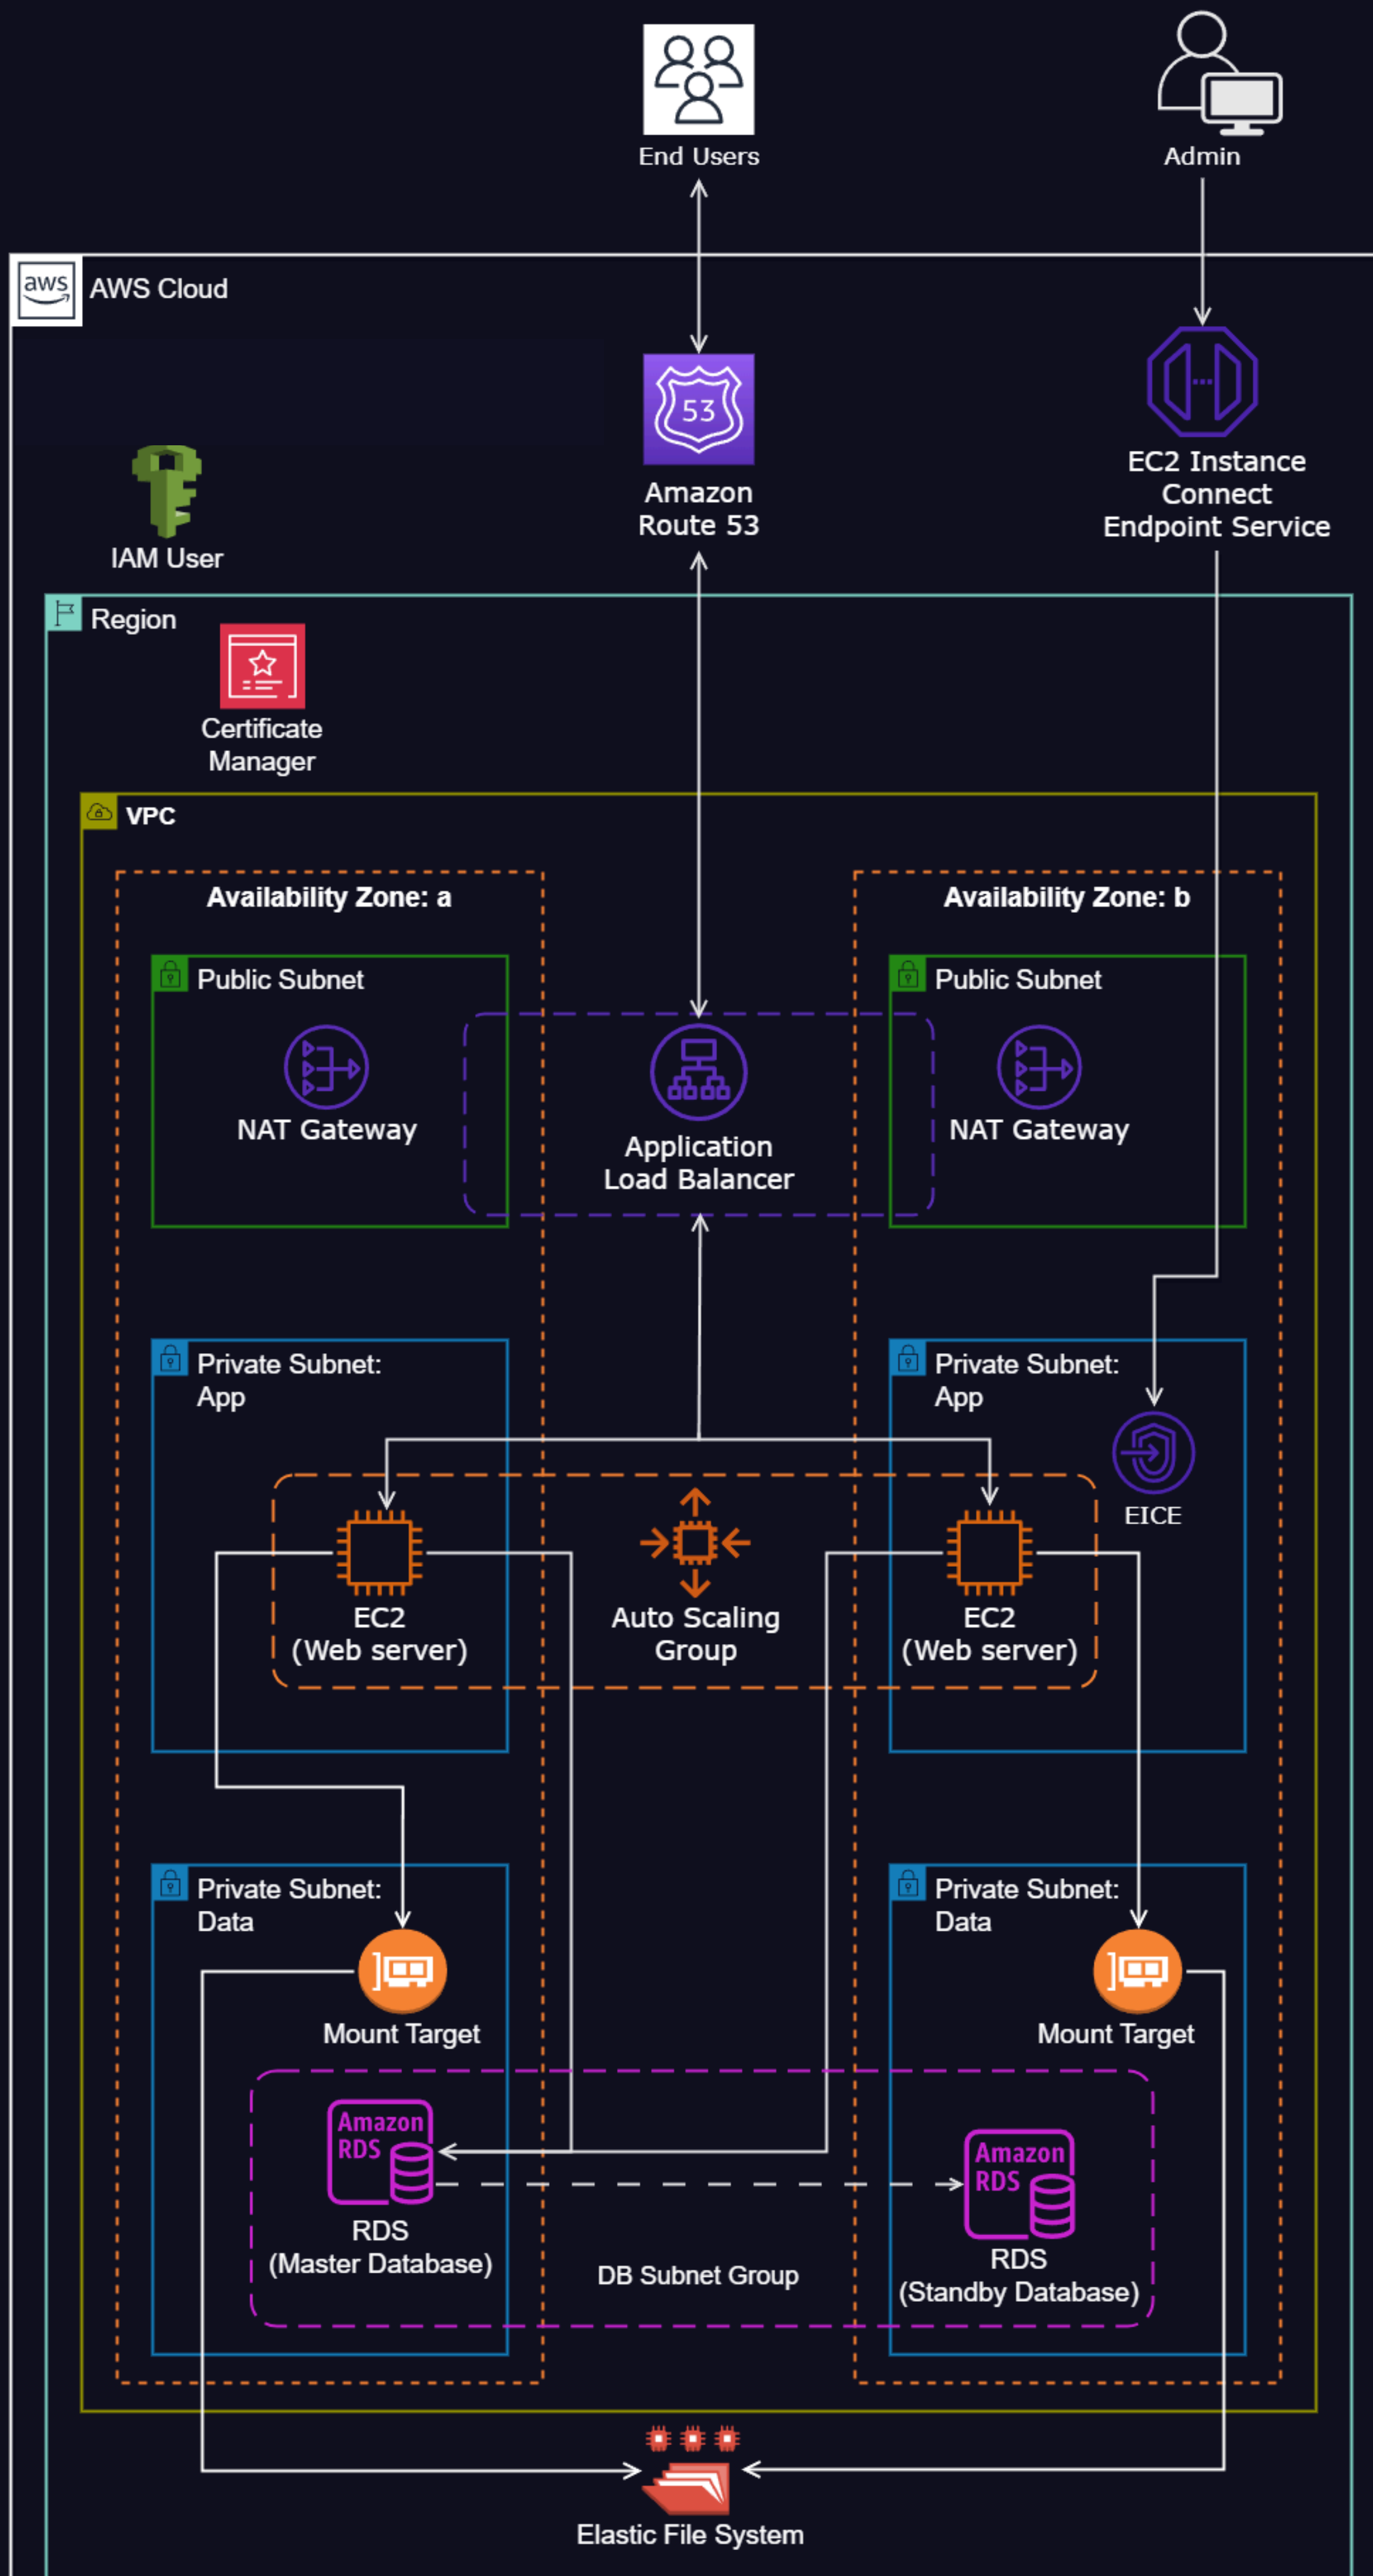 End Users
Admin
aws
AWS Cloud
53
Amazon
Route 53
EC2 Instance
Connect
Endpoint Service
IAM User
Region
Certificate
Manager
VPC
Availability Zone: a
Availability Zone: b
Public Subnet
Public Subnet
NAT Gateway
Application
Load Balancer
NAT Gateway
Private Subnet:
App
Private Subnet:
App
EICE
EC2
(Web server)
Auto Scaling
Group
EC2
(Web server)
Private Subnet:
Data
Private Subnet:
Data
Mount Target
Mount Target
Amazon
RDS
RDS
(Master Database)
DB Subnet Group
Amazon
RDS
RDS
(Standby Database)
Elastic File System